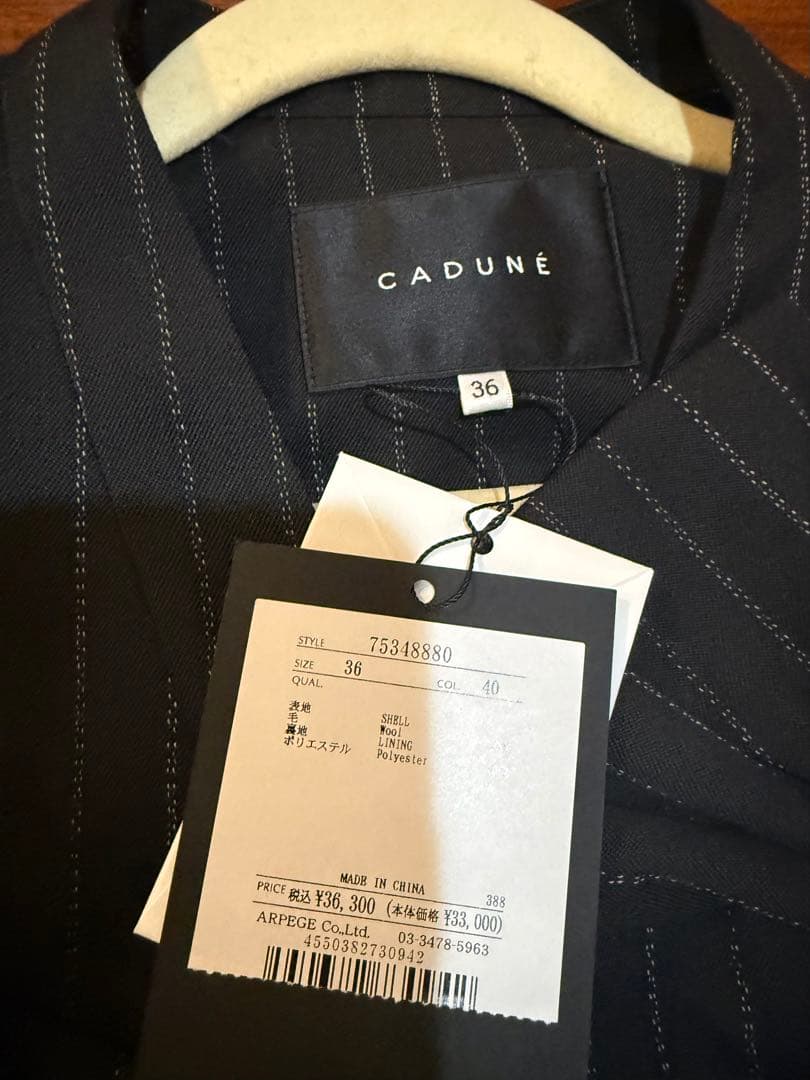 CADUNÉ
36
STYLE 75348880
SIZE 36
QUAL. COL. 40
表地 SHELL
毛 Wool
裏地 LINING
ポリエステル Polyester
MADE IN CHINA 388
PRICE 税込 ¥36,300 (本体価格 ¥33,000)
ARPEGE Co.,Ltd. 03-3478-5963
4550382730942